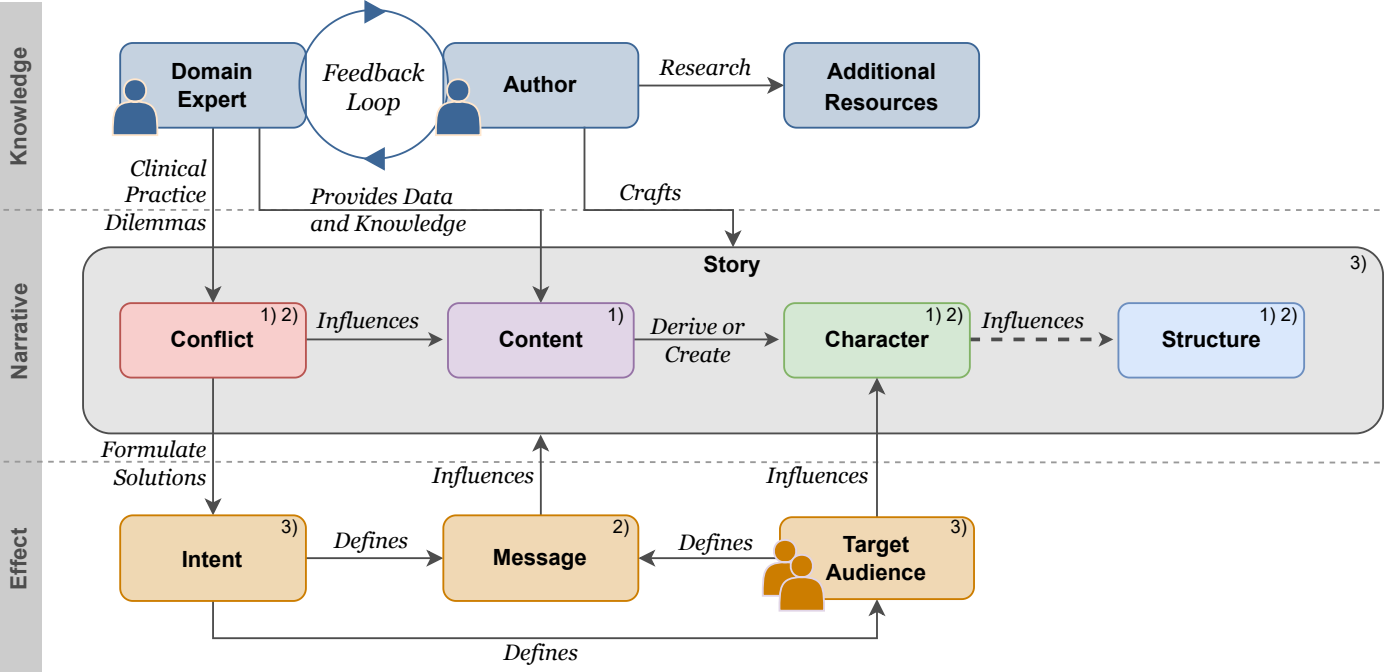 Knowledge
Domain
Expert
Feedback
Loop
Author
Research
Additional
Resources
Clinical
Practice
Dilemmas
Provides Data
and Knowledge
Crafts
Narrative
Story
3)
Conflict
1) 2)
Influences
Content
1)
Derive or
Create
Character
1) 2)
Influences
Structure
1) 2)
Formulate
Solutions
Influences
Influences
Effect
Intent
3)
Defines
Message
2)
Defines
Target
Audience
3)
Defines